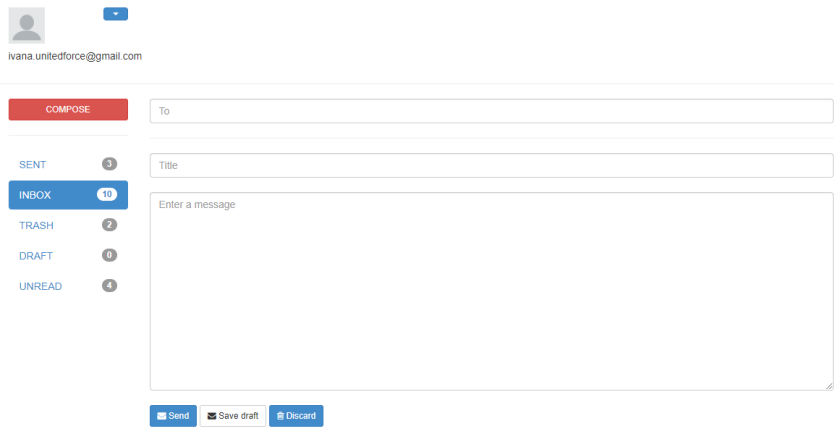 ivana.unitedforce@gmail.com
COMPOSE
To
SENT 3
Title
INBOX 10
Enter a message
TRASH 2
DRAFT 0
UNREAD 4
Send Save draft Discard